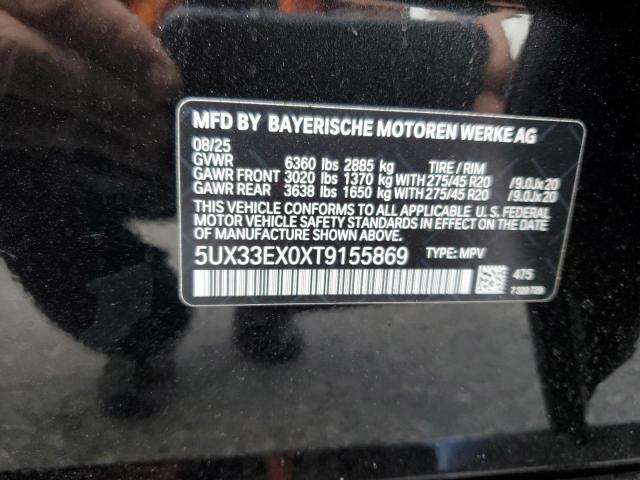 MFD BY BAYERISCHE MOTOREN WERKE AG
08/25
GVWR 6360 lbs 2885 kg TIRE / RIM
GAWR FRONT 3020 lbs 1370 kg WITH 275/45 R20 /9.0Jx20
GAWR REAR 3638 lbs 1650 kg WITH 275/45 R20 /9.0Jx20
THIS VEHICLE CONFORMS TO ALL APPLICABLE U. S. FEDERAL
MOTOR VEHICLE SAFETY STANDARDS IN EFFECT ON THE DATE
OF MANUFACTURE SHOWN ABOVE.
5UX33EX0XT9155869 TYPE: MPV
475